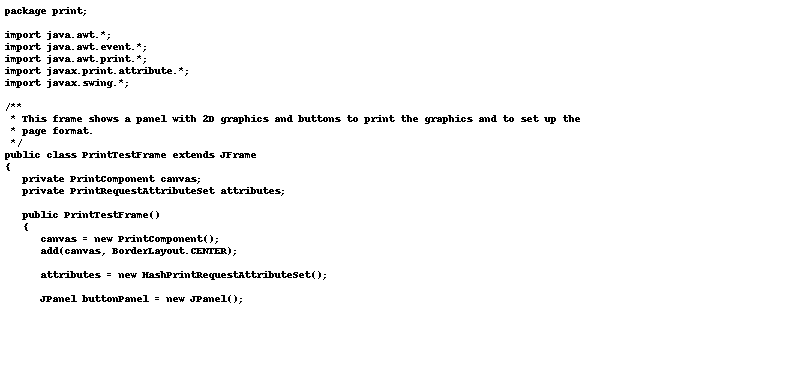 package print;

import java.awt.*;
import java.awt.event.*;
import java.awt.print.*;
import javax.print.attribute.*;
import javax.swing.*;

/**
 * This frame shows a panel with 2D graphics and buttons to print the graphics and to set up the
 * page format.
 */
public class PrintTestFrame extends JFrame
{
   private PrintComponent canvas;
   private PrintRequestAttributeSet attributes;

   public PrintTestFrame()
   {
      canvas = new PrintComponent();
      add(canvas, BorderLayout.CENTER);

      attributes = new HashPrintRequestAttributeSet();

      JPanel buttonPanel = new JPanel();